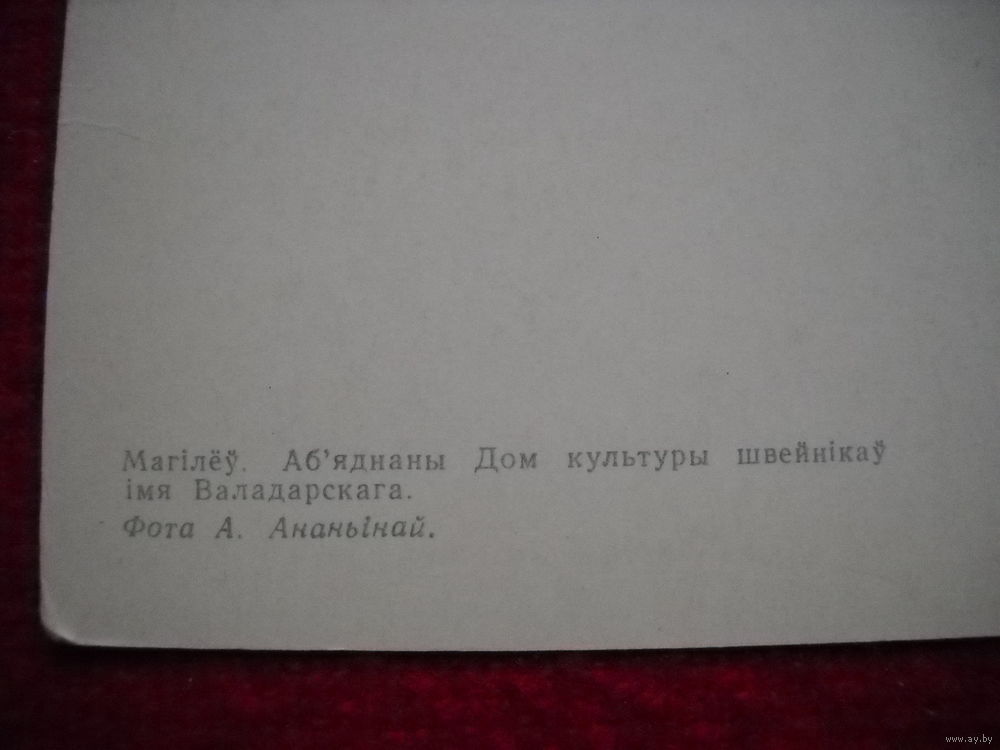 Магілёў. Аб'яднаны Дом культуры швейнікаў
імя Валадарскага.
Фота А. Ананьінай.
www.ay.by